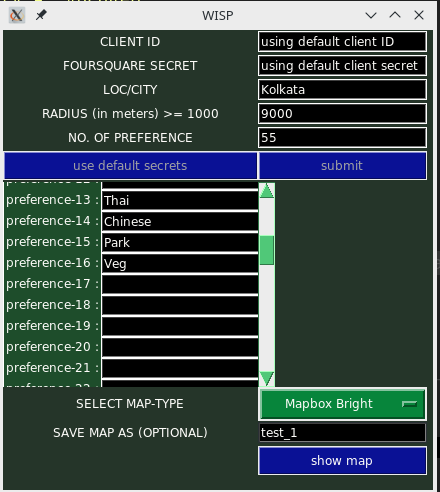 WISP
CLIENT ID using default client ID
FOURSQUARE SECRET using default client secret
LOC/CITY Kolkata
RADIUS (in meters) >= 1000 9000
NO. OF PREFERENCE 55
use default secrets submit
preference-13 : Thai
preference-14 : Chinese
preference-15 : Park
preference-16 : Veg
preference-17 :
preference-18 :
preference-19 :
preference-20 :
preference-21 :
SELECT MAP-TYPE Mapbox Bright
SAVE MAP AS (OPTIONAL) test_1
show map